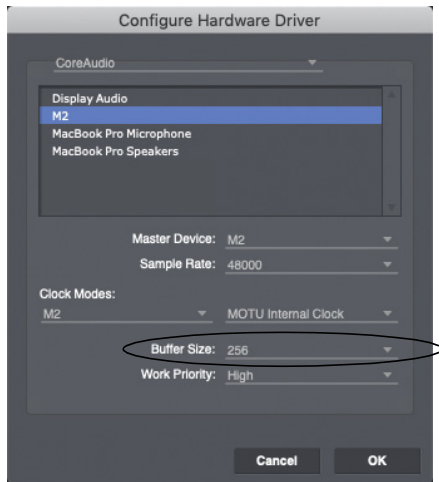 Configure Hardware Driver
CoreAudio
Display Audio
M2
MacBook Pro Microphone
MacBook Pro Speakers
Master Device: M2
Sample Rate: 48000
Clock Modes:
M2 MOTU Internal Clock
Buffer Size: 256
Work Priority: High
Cancel OK